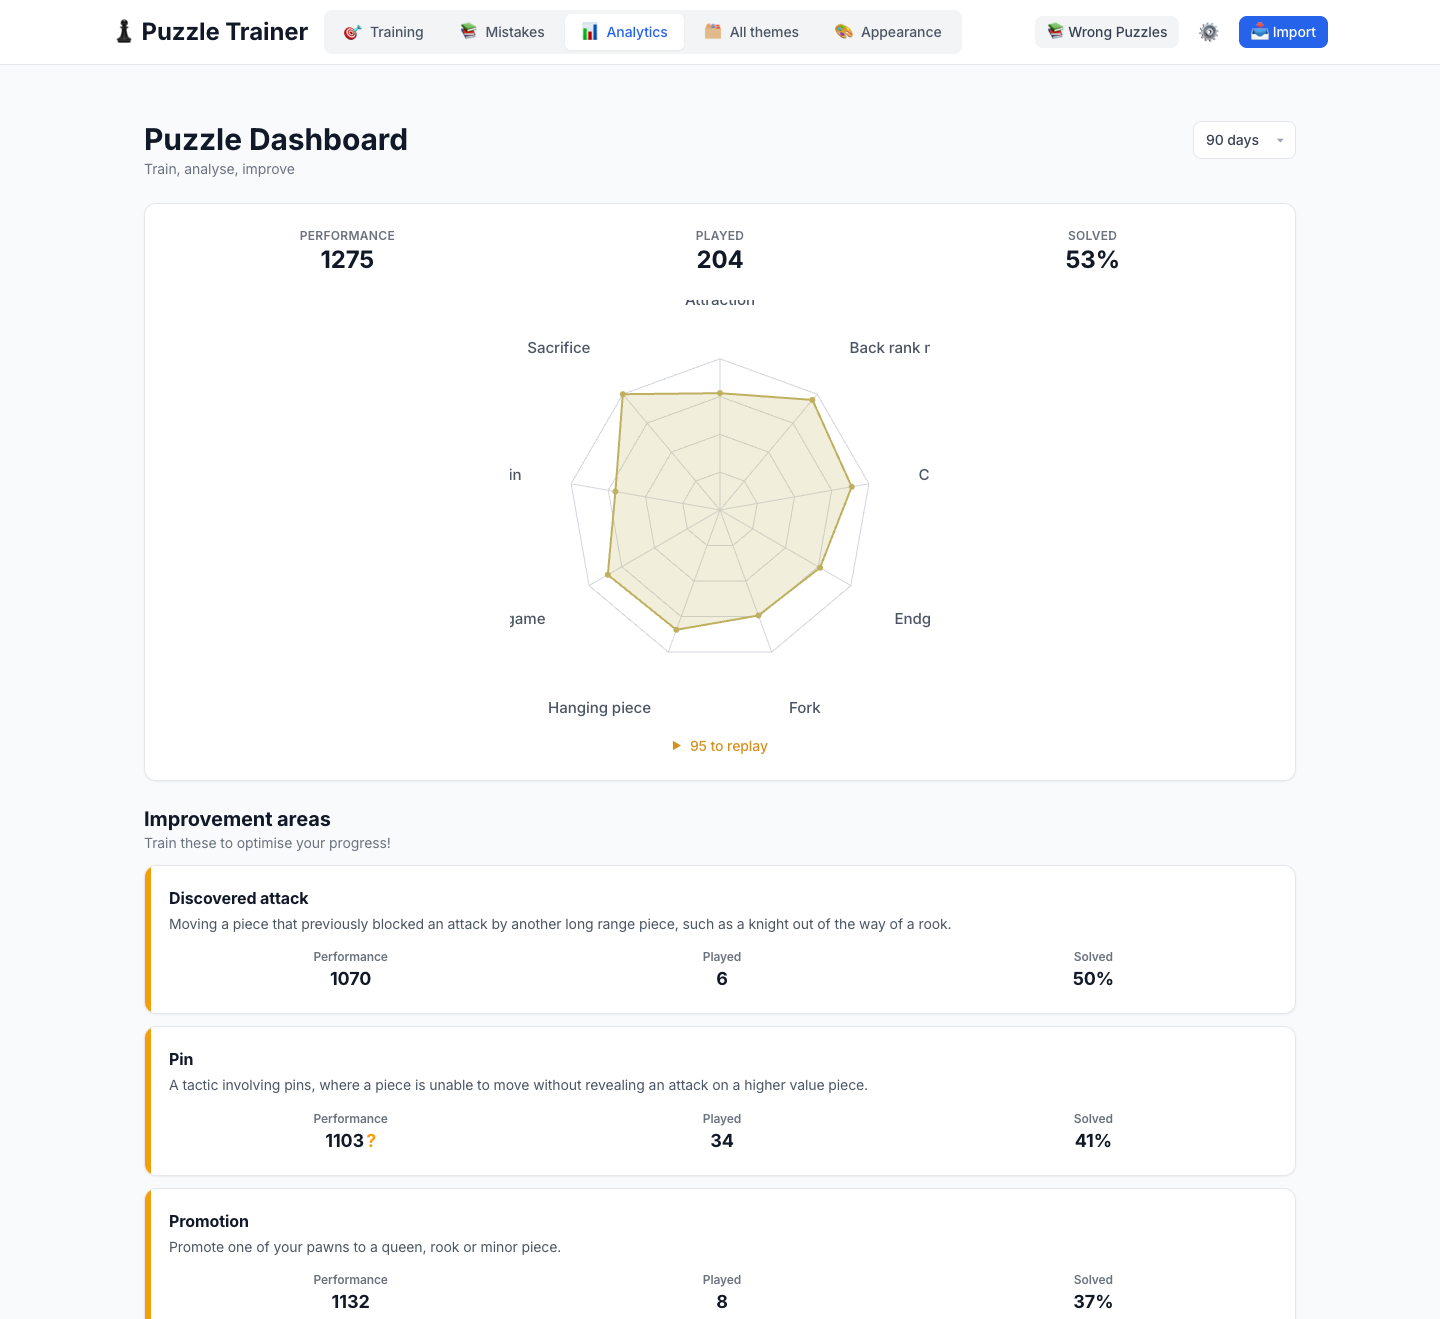 Puzzle Trainer
Training
Mistakes
Analytics
All themes
Appearance
Wrong Puzzles
Import
Puzzle Dashboard
90 days
Train, analyse, improve
PERFORMANCE
1275
PLAYED
204
SOLVED
53%
Attraction
Sacrifice
Back rank
in
C
game
Endg
Hanging piece
Fork
95 to replay
Improvement areas
Train these to optimise your progress!
Discovered attack
Moving a piece that previously blocked an attack by another long range piece, such as a knight out of the way of a rook.
Performance
1070
Played
6
Solved
50%
Pin
A tactic involving pins, where a piece is unable to move without revealing an attack on a higher value piece.
Performance
1103 ?
Played
34
Solved
41%
Promotion
Promote one of your pawns to a queen, rook or minor piece.
Performance
1132
Played
8
Solved
37%